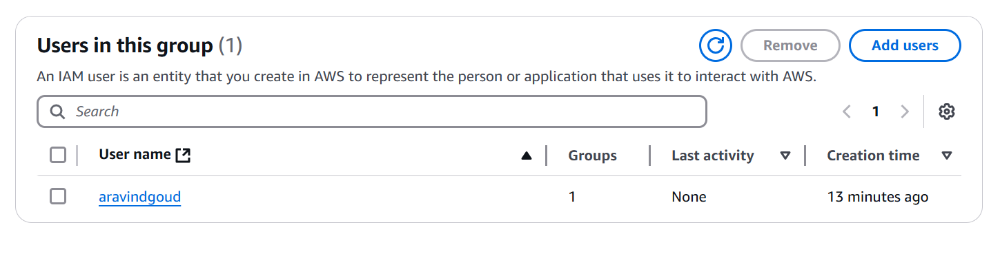 Users in this group (1)
Remove
Add users
An IAM user is an entity that you create in AWS to represent the person or application that uses it to interact with AWS.
Search
1
User name
Groups
Last activity
Creation time
aravindgoud
1
None
13 minutes ago